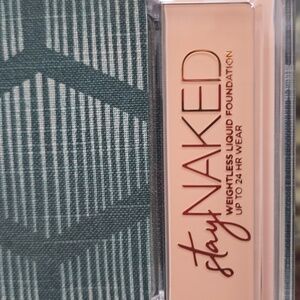 stay NAKED
WEIGHTLESS LIQUID FOUNDATION
UP TO 24 HR WEAR